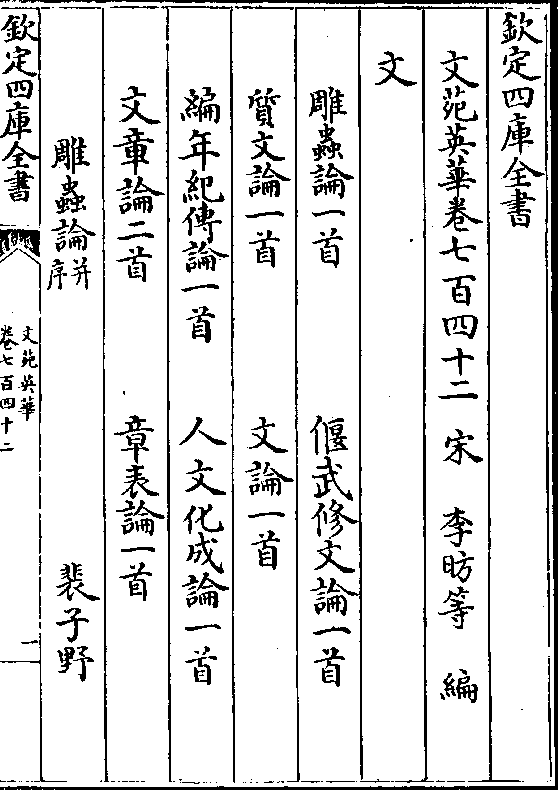 欽定四庫全書
文苑英華卷七百四十二　宋　李昉等　編
文
雕蟲論一首　偃武修文論一首
質文論一首　文論一首
編年紀傳論一首　人文化成論一首
文章論二首　章表論一首
雕蟲論并序　裴子野
欽定四庫全書
文苑英華
卷七百四十二
一